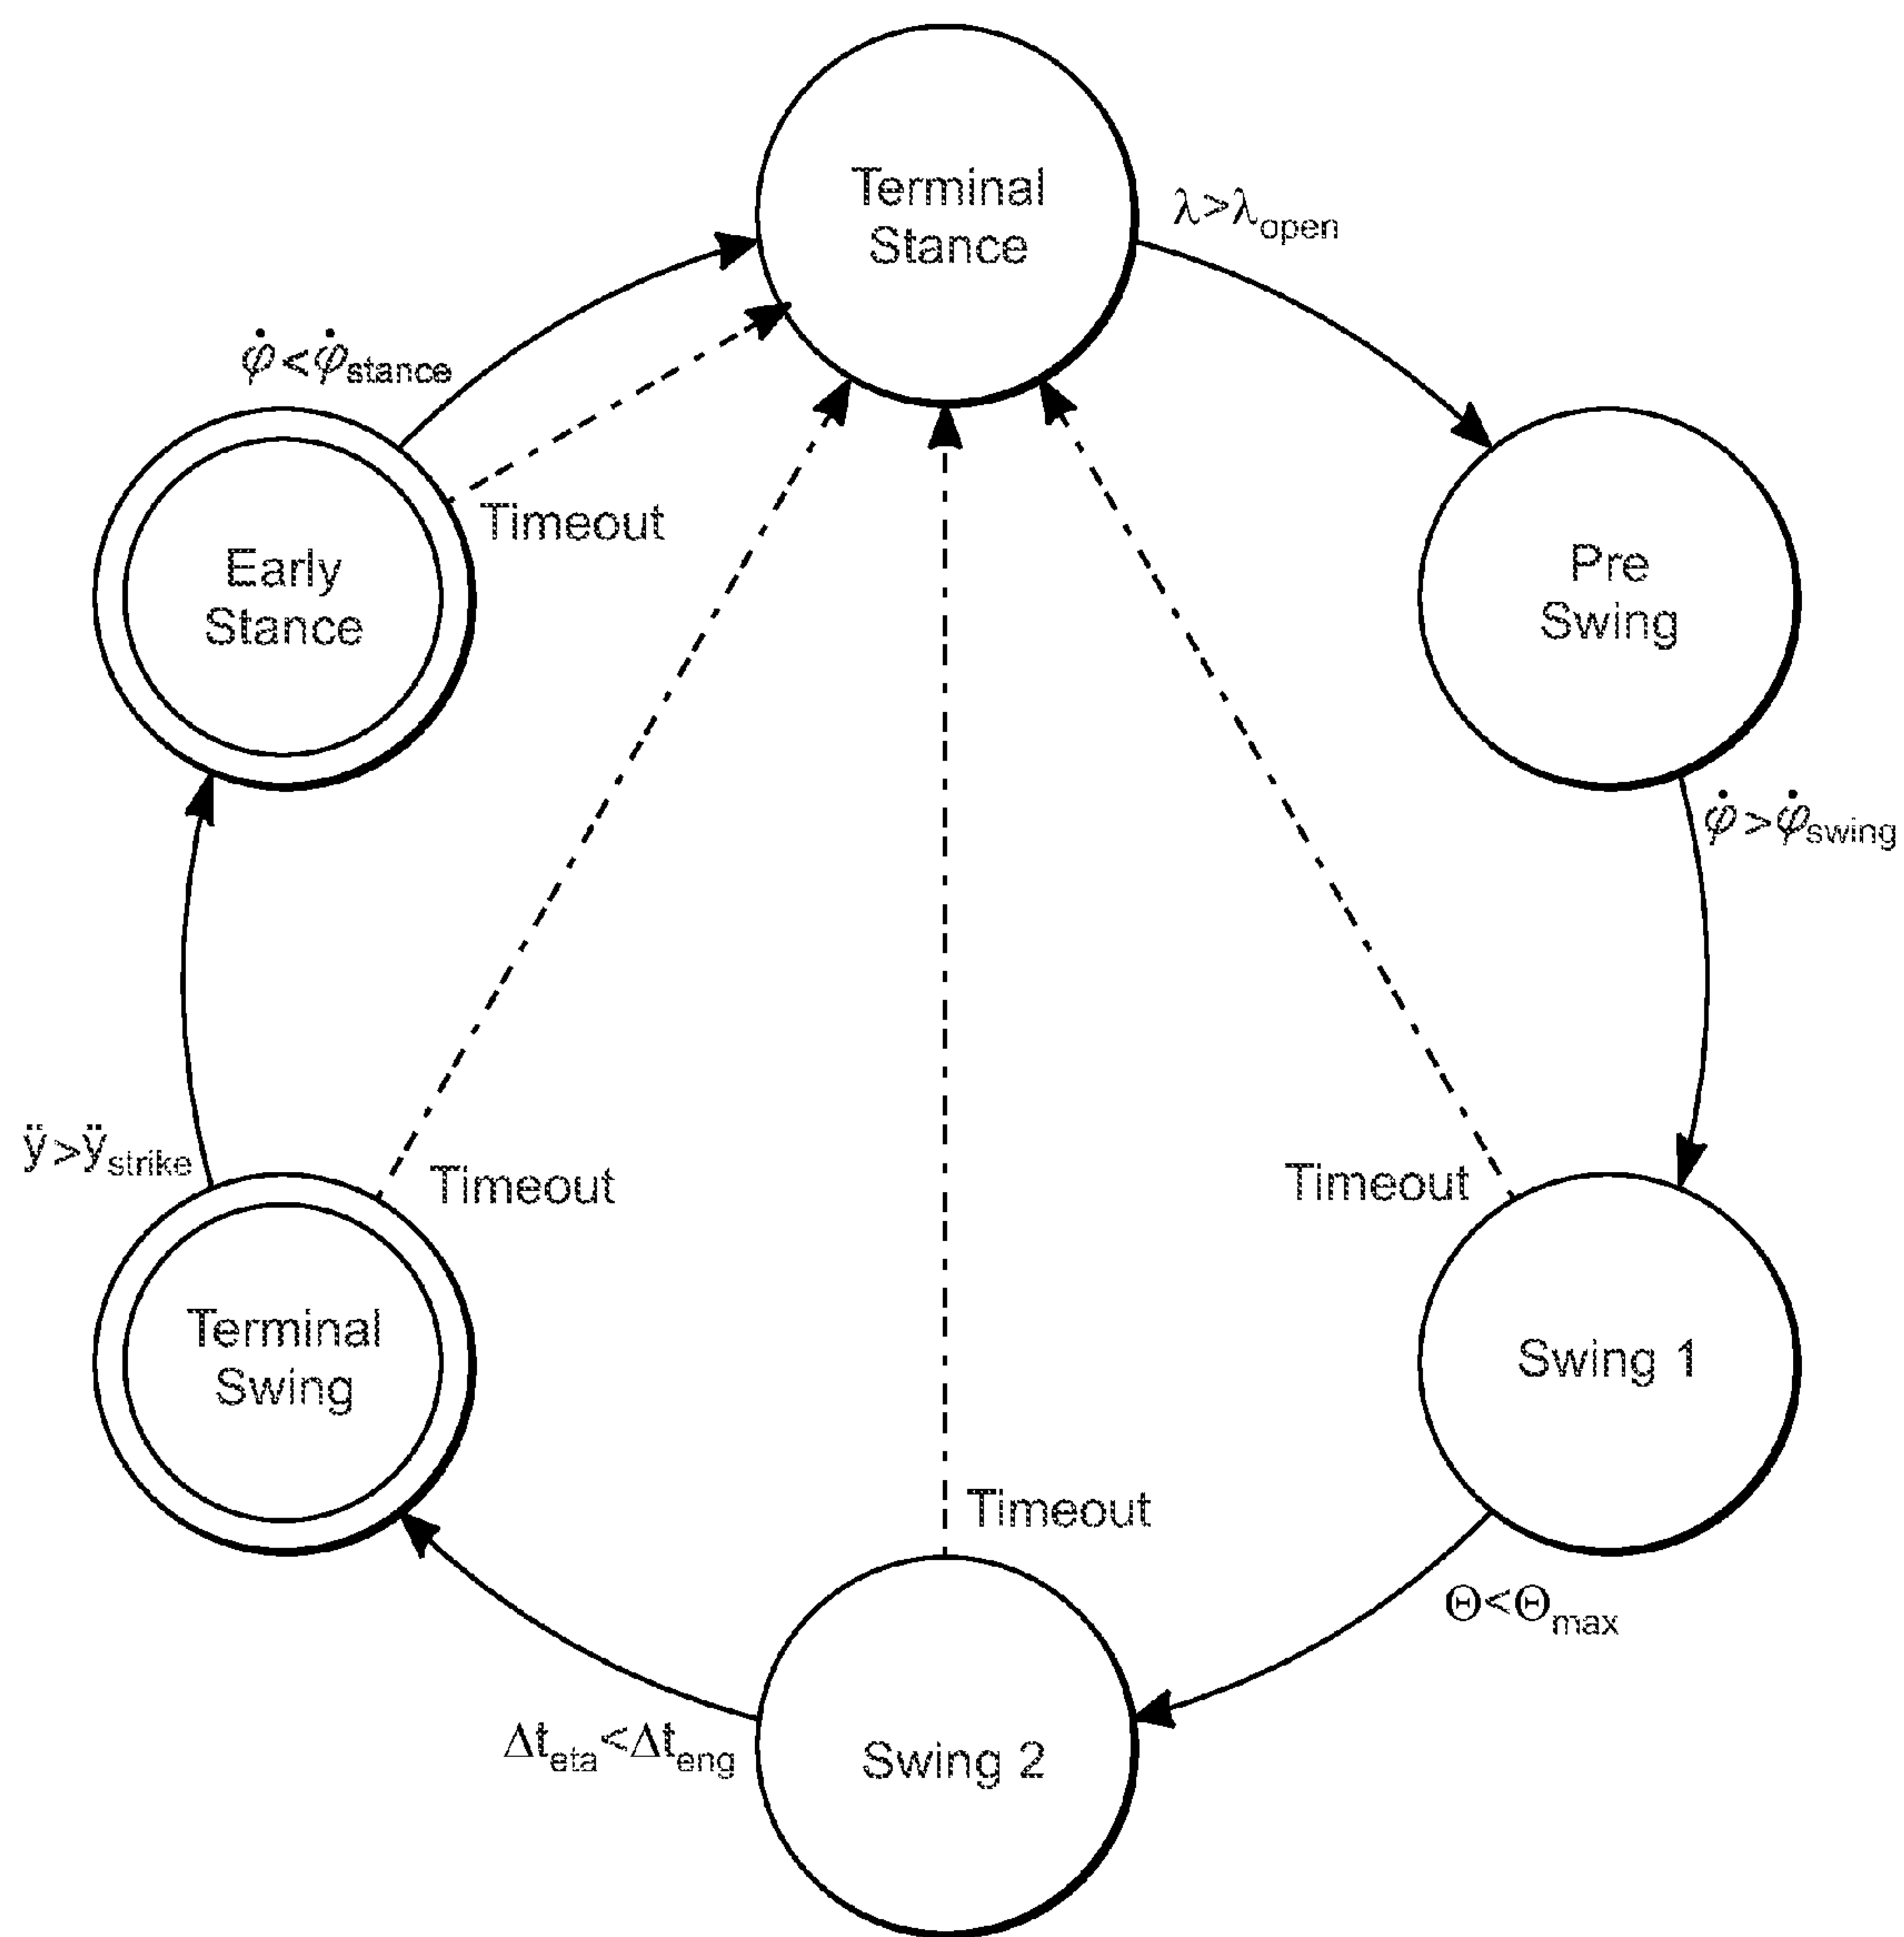 Terminal
Stance
λ>λopen
φ̇<φ̇stance
Timeout
Early
Stance
Pre
Swing
φ̇>φ̇swing
ÿ>ÿstrike
Timeout
Timeout
Terminal
Swing
Swing 1
Timeout
Θ<Θmax
Δteta<Δteng
Swing 2